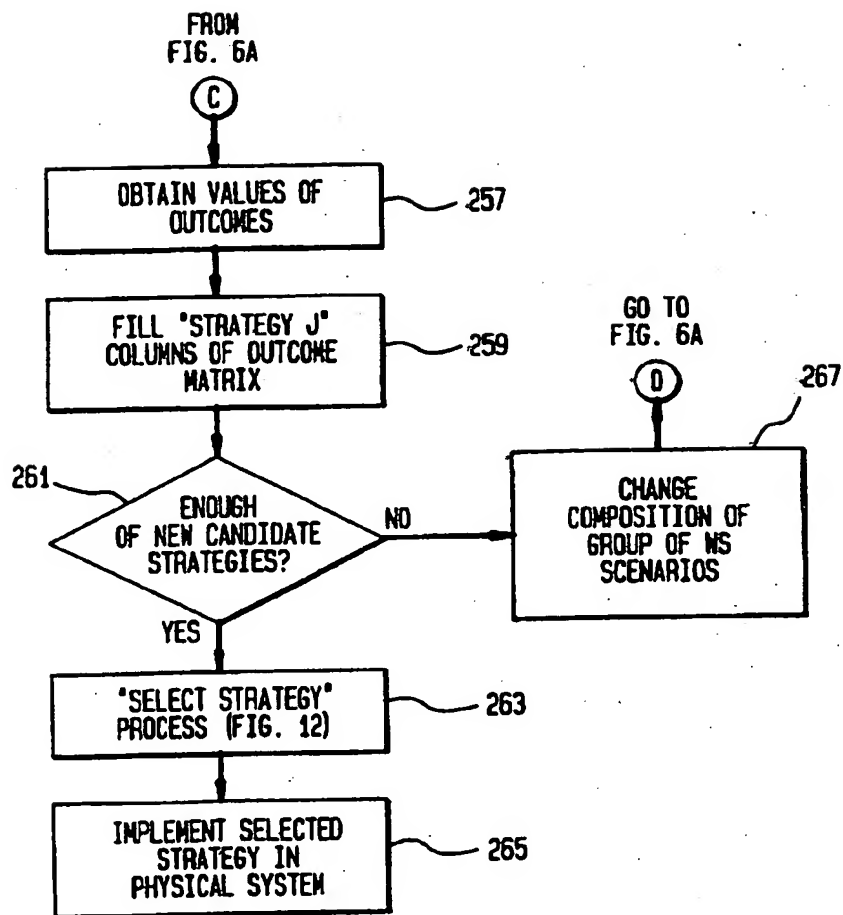 FROM
FIG. 6A
C
OBTAIN VALUES OF
OUTCOMES
257
FILL "STRATEGY J"
COLUMNS OF OUTCOME
MATRIX
259
GO TO
FIG. 6A
D
267
261
ENOUGH
OF NEW CANDIDATE
STRATEGIES?
NO
CHANGE
COMPOSITION OF
GROUP OF WS
SCENARIOS
YES
"SELECT STRATEGY"
PROCESS (FIG. 12)
263
IMPLEMENT SELECTED
STRATEGY IN
PHYSICAL SYSTEM
265